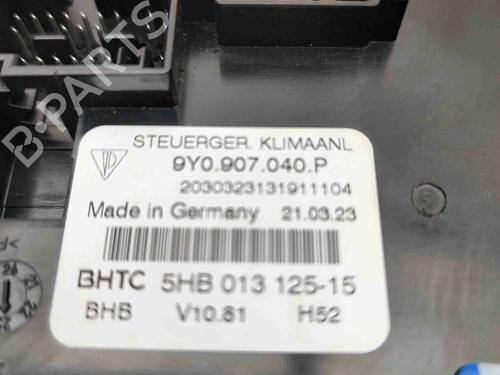 STEUERGER. KLIMAANL
9Y0.907.040.P
2030323131911104
Made in Germany 21.03.23
BHTC 5HB 013 125-15
BHB V10.81 H52
B-PARTS